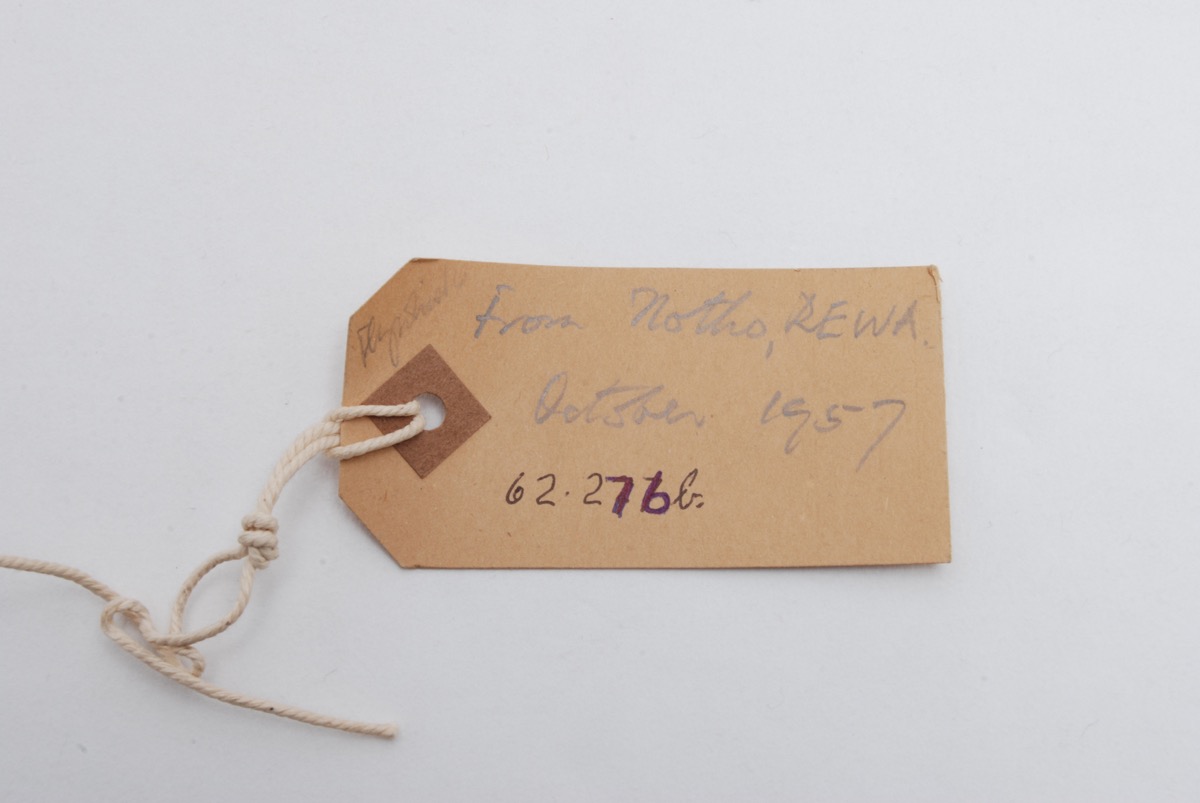 From Notho, REWA.
October 1957
62.276b.